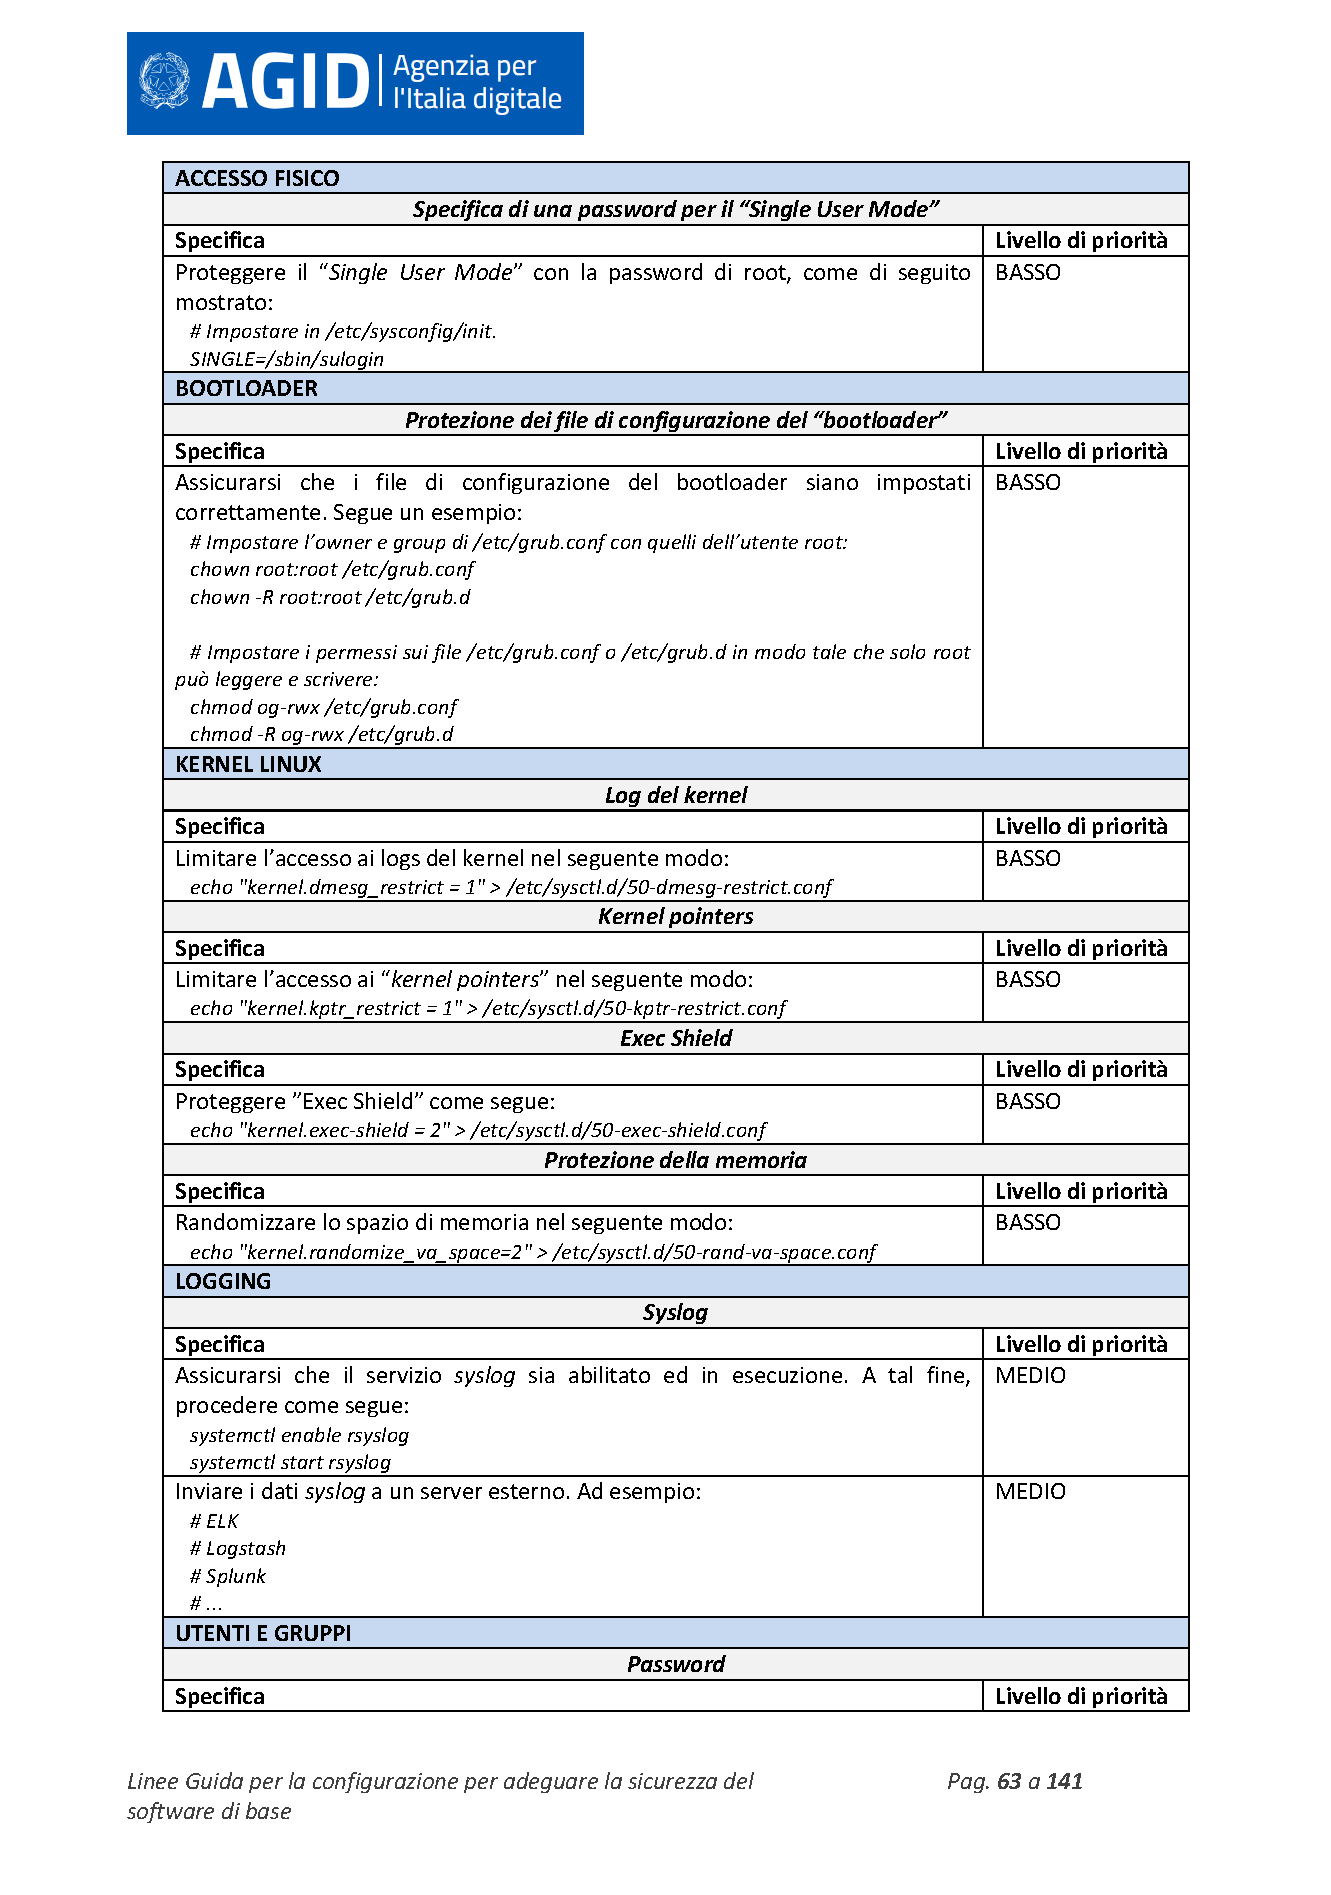 AGID
Agenzia per
l'Italia digitale
ACCESSO FISICO
Specifica di una password per il “Single User Mode”
Specifica Livello di priorità
Proteggere il “Single User Mode” con la password di root, come di seguito BASSO
mostrato:
# Impostare in /etc/sysconfig/init.
SINGLE=/sbin/sulogin
BOOTLOADER
Protezione dei file di configurazione del “bootloader”
Specifica Livello di priorità
Assicurarsi che i file di configurazione del bootloader siano impostati BASSO
correttamente. Segue un esempio:
# Impostare l’owner e group di /etc/grub.conf con quelli dell’utente root:
chown root:root /etc/grub.conf
chown -R root:root /etc/grub.d
# Impostare i permessi sui file /etc/grub.conf o /etc/grub.d in modo tale che solo root
può leggere e scrivere:
chmod og-rwx /etc/grub.conf
chmod -R og-rwx /etc/grub.d
KERNEL LINUX
Log del kernel
Specifica Livello di priorità
Limitare l’accesso ai logs del kernel nel seguente modo: BASSO
echo "kernel.dmesg_restrict = 1" > /etc/sysctl.d/50-dmesg-restrict.conf
Kernel pointers
Specifica Livello di priorità
Limitare l’accesso ai “kernel pointers” nel seguente modo: BASSO
echo "kernel.kptr_restrict = 1" > /etc/sysctl.d/50-kptr-restrict.conf
Exec Shield
Specifica Livello di priorità
Proteggere ”Exec Shield” come segue: BASSO
echo "kernel.exec-shield = 2" > /etc/sysctl.d/50-exec-shield.conf
Protezione della memoria
Specifica Livello di priorità
Randomizzare lo spazio di memoria nel seguente modo: BASSO
echo "kernel.randomize_va_space=2" > /etc/sysctl.d/50-rand-va-space.conf
LOGGING
Syslog
Specifica Livello di priorità
Assicurarsi che il servizio syslog sia abilitato ed in esecuzione. A tal fine, MEDIO
procedere come segue:
systemctl enable rsyslog
systemctl start rsyslog
Inviare i dati syslog a un server esterno. Ad esempio: MEDIO
# ELK
# Logstash
# Splunk
# ...
UTENTI E GRUPPI
Password
Specifica Livello di priorità
Linee Guida per la configurazione per adeguare la sicurezza del Pag. 63 a 141
software di base